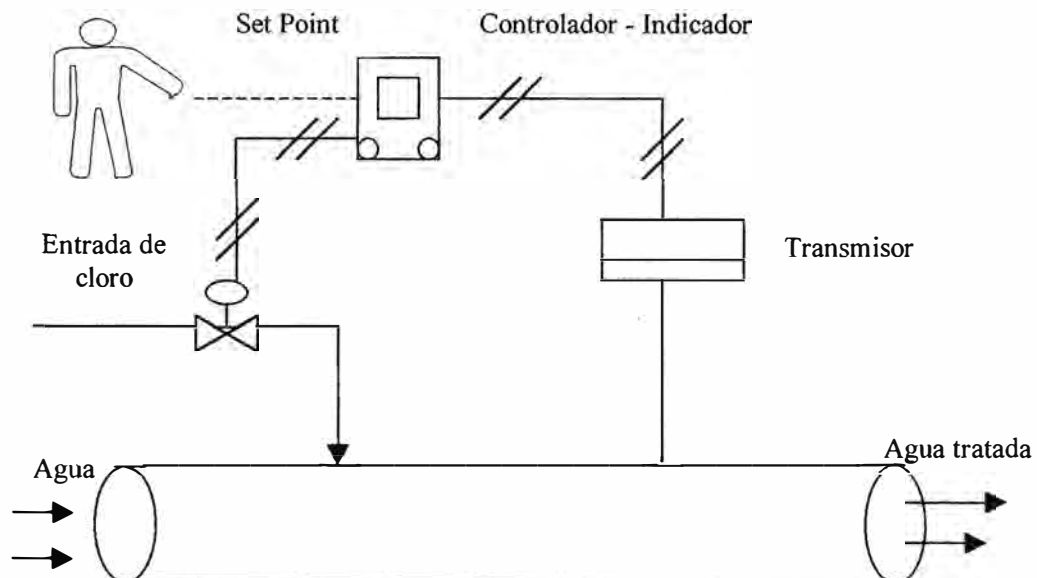 Set Point
Controlador - Indicador
Entrada de
cloro
Transmisor
Agua
Agua tratada